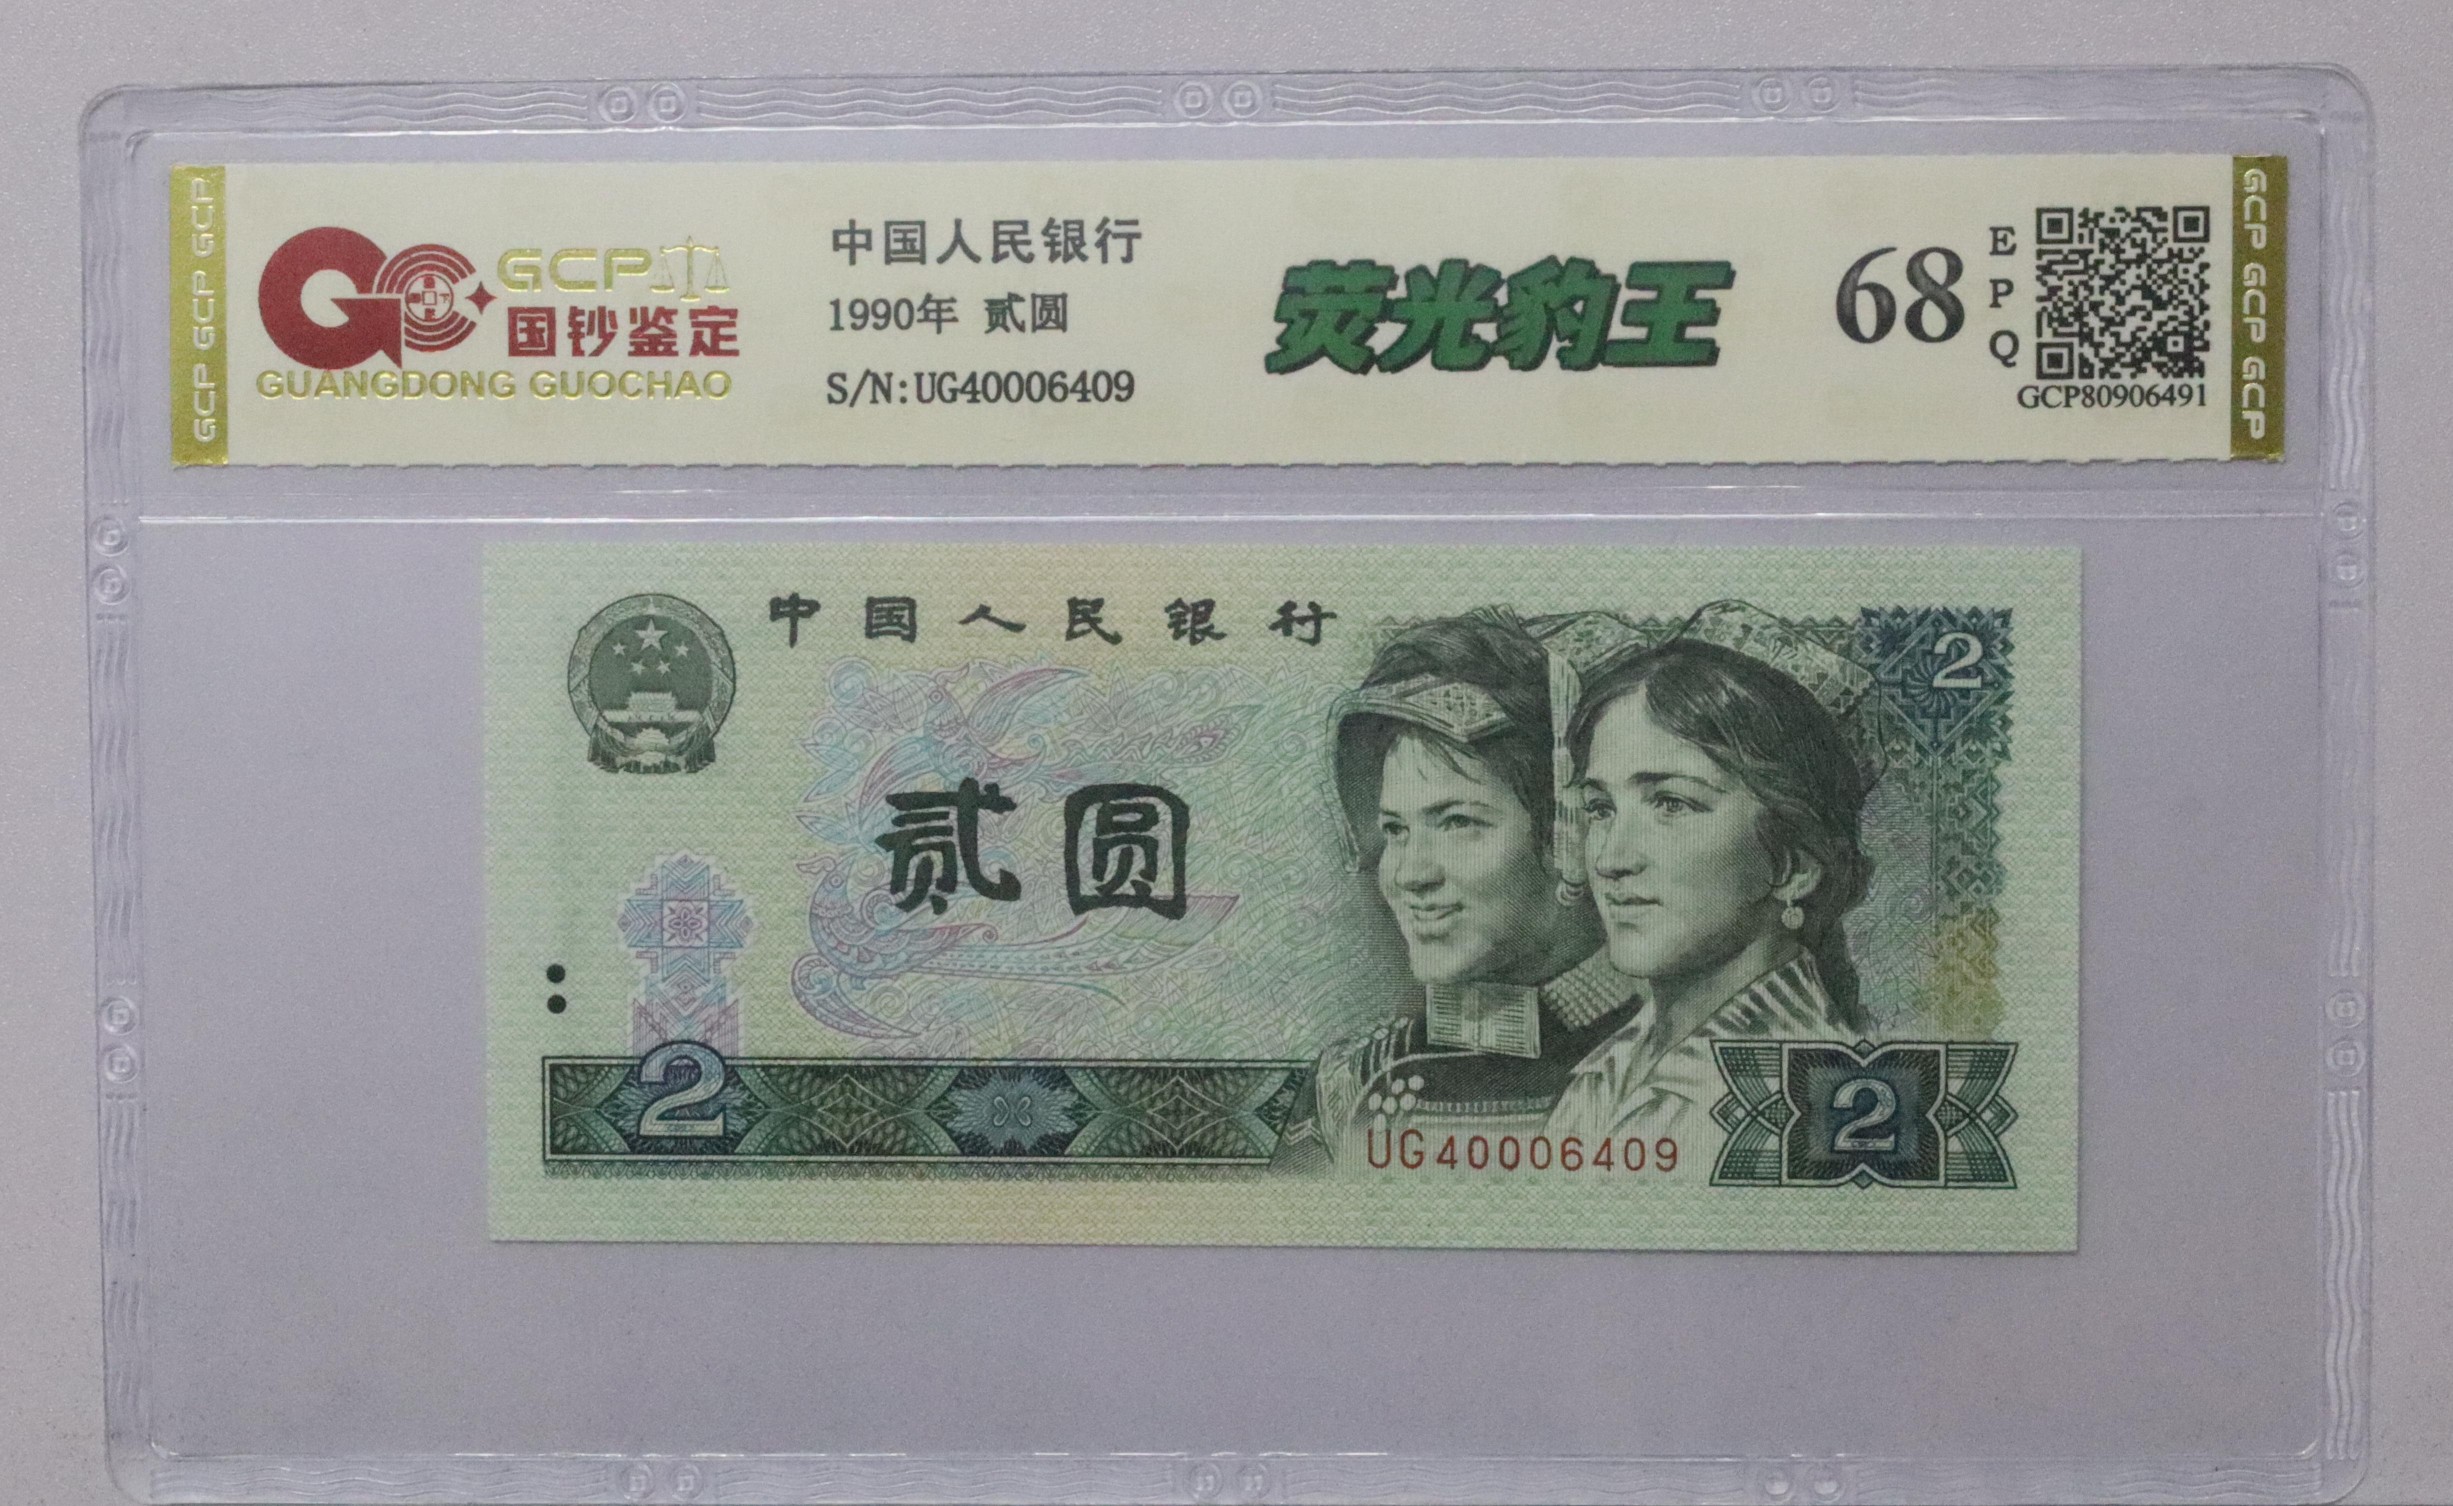 GCP GCP GCP
GCP
国钞鉴定
GUANGDONG GUOCHAO
中国人民银行
1990年 贰圆
S/N:UG40006409
荧光豹王
68
E
P
Q
GCP80906491
GCP GCP GCP
中国人民银行
2
贰圆
2
UG40006409
2